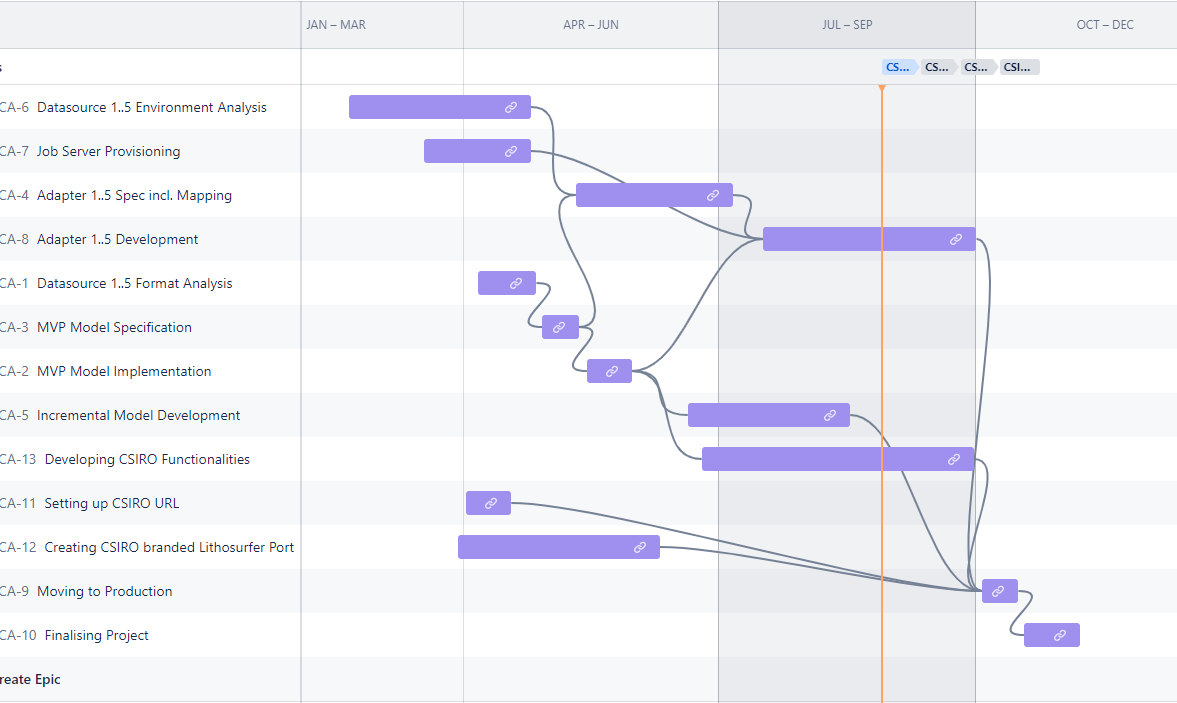 JAN – MAR APR – JUN JUL – SEP OCT – DEC
s CS... CS... CS... CSI...
CA-6 Datasource 1..5 Environment Analysis
CA-7 Job Server Provisioning
CA-4 Adapter 1..5 Spec incl. Mapping
CA-8 Adapter 1..5 Development
CA-1 Datasource 1..5 Format Analysis
CA-3 MVP Model Specification
CA-2 MVP Model Implementation
CA-5 Incremental Model Development
CA-13 Developing CSIRO Functionalities
CA-11 Setting up CSIRO URL
CA-12 Creating CSIRO branded Lithosurfer Port
CA-9 Moving to Production
CA-10 Finalising Project
reate Epic